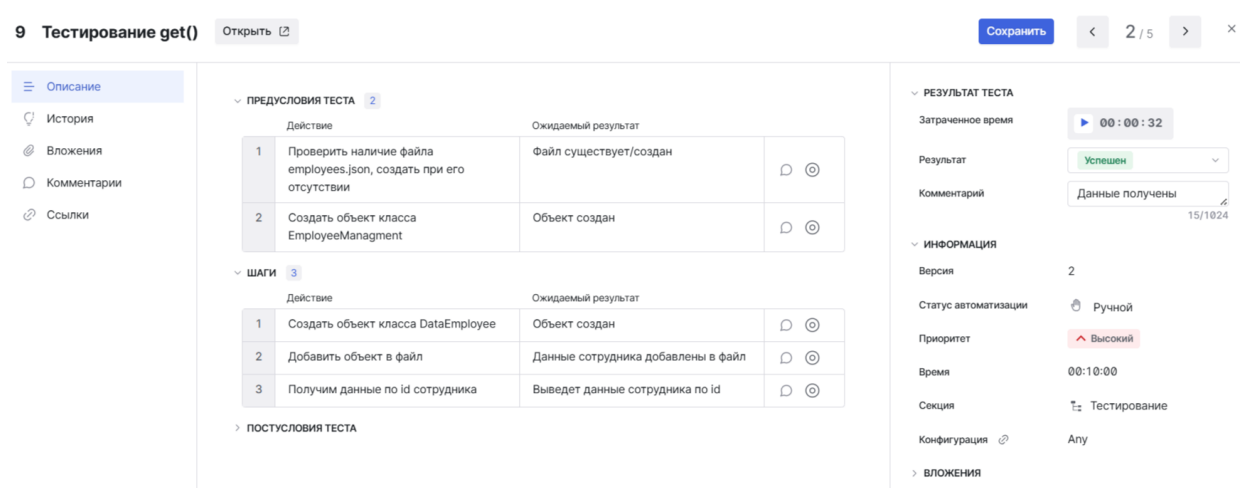 9 Тестирование get() Открыть Сохранить 2 / 5
Описание
История
Вложения
Комментарии
Ссылки
ПРЕДУСЛОВИЯ ТЕСТА 2
Действие Ожидаемый результат
1 Проверить наличие файла Файл существует/создан
employees.json, создать при его
отсутствии
2 Создать объект класса Объект создан
EmployeeManagment
ШАГИ 3
Действие Ожидаемый результат
1 Создать объект класса DataEmployee Объект создан
2 Добавить объект в файл Данные сотрудника добавлены в файл
3 Получим данные по id сотрудника Выведет данные сотрудника по id
ПОСТУСЛОВИЯ ТЕСТА
РЕЗУЛЬТАТ ТЕСТА
Затраченное время 00:00:32
Результат Успешен
Комментарий Данные получены
15/1024
ИНФОРМАЦИЯ
Версия 2
Статус автоматизации Ручной
Приоритет Высокий
Время 00:10:00
Секция Тестирование
Конфигурация Any
ВЛОЖЕНИЯ